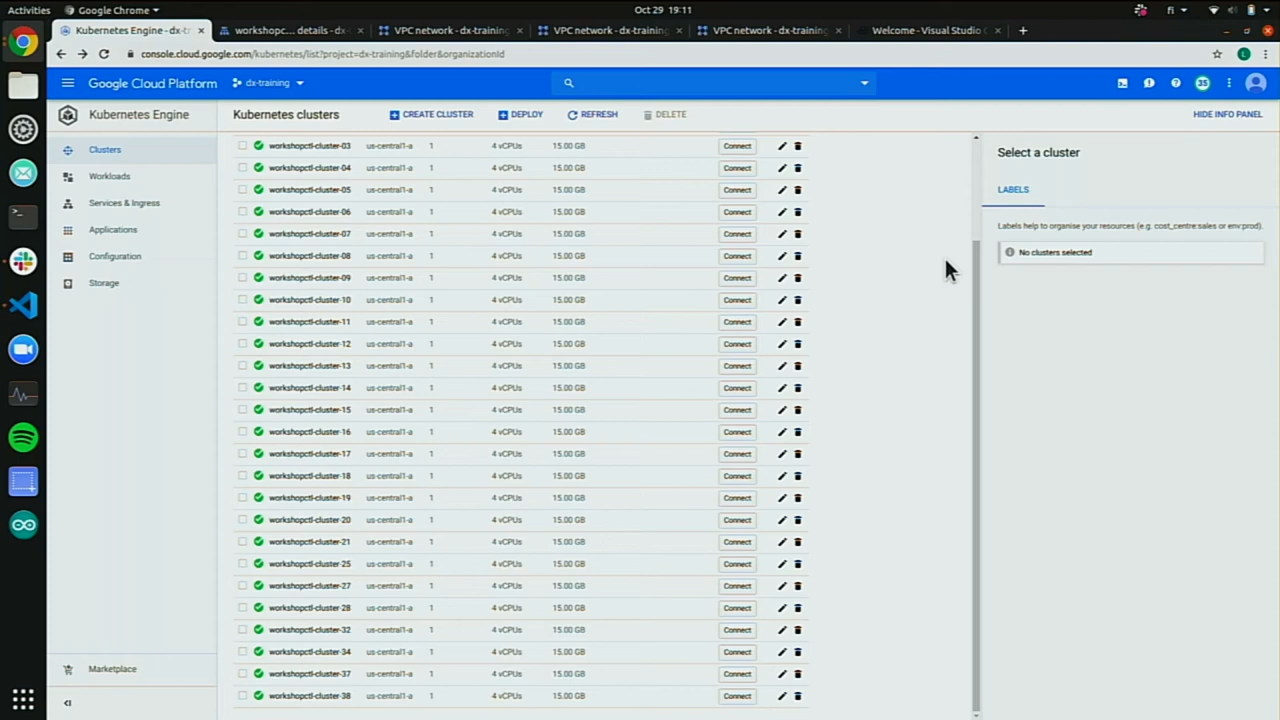 Activities
Google Chrome
Oct 29 19:11
fi
Kubernetes Engine - dx-t
workshopc... details - dx
VPC network - dx-training
VPC network - dx-training
VPC network - dx-training
Welcome - Visual Studio C
console.cloud.google.com/kubernetes/list?project=dx-training&folder&organizationId
L
Google Cloud Platform
dx-training
35
Kubernetes Engine
Kubernetes clusters
CREATE CLUSTER
DEPLOY
REFRESH
DELETE
HIDE INFO PANEL
Clusters
Workloads
Services & Ingress
Applications
Configuration
Storage
Marketplace
workshopctl-cluster-03 us-central1-a 1 4 vCPUs 15.00 GB Connect
workshopctl-cluster-04 us-central1-a 1 4 vCPUs 15.00 GB Connect
workshopctl-cluster-05 us-central1-a 1 4 vCPUs 15.00 GB Connect
workshopctl-cluster-06 us-central1-a 1 4 vCPUs 15.00 GB Connect
workshopctl-cluster-07 us-central1-a 1 4 vCPUs 15.00 GB Connect
workshopctl-cluster-08 us-central1-a 1 4 vCPUs 15.00 GB Connect
workshopctl-cluster-09 us-central1-a 1 4 vCPUs 15.00 GB Connect
workshopctl-cluster-10 us-central1-a 1 4 vCPUs 15.00 GB Connect
workshopctl-cluster-11 us-central1-a 1 4 vCPUs 15.00 GB Connect
workshopctl-cluster-12 us-central1-a 1 4 vCPUs 15.00 GB Connect
workshopctl-cluster-13 us-central1-a 1 4 vCPUs 15.00 GB Connect
workshopctl-cluster-14 us-central1-a 1 4 vCPUs 15.00 GB Connect
workshopctl-cluster-15 us-central1-a 1 4 vCPUs 15.00 GB Connect
workshopctl-cluster-16 us-central1-a 1 4 vCPUs 15.00 GB Connect
workshopctl-cluster-17 us-central1-a 1 4 vCPUs 15.00 GB Connect
workshopctl-cluster-18 us-central1-a 1 4 vCPUs 15.00 GB Connect
workshopctl-cluster-19 us-central1-a 1 4 vCPUs 15.00 GB Connect
workshopctl-cluster-20 us-central1-a 1 4 vCPUs 15.00 GB Connect
workshopctl-cluster-21 us-central1-a 1 4 vCPUs 15.00 GB Connect
workshopctl-cluster-25 us-central1-a 1 4 vCPUs 15.00 GB Connect
workshopctl-cluster-27 us-central1-a 1 4 vCPUs 15.00 GB Connect
workshopctl-cluster-28 us-central1-a 1 4 vCPUs 15.00 GB Connect
workshopctl-cluster-32 us-central1-a 1 4 vCPUs 15.00 GB Connect
workshopctl-cluster-34 us-central1-a 1 4 vCPUs 15.00 GB Connect
workshopctl-cluster-37 us-central1-a 1 4 vCPUs 15.00 GB Connect
workshopctl-cluster-38 us-central1-a 1 4 vCPUs 15.00 GB Connect
Select a cluster
LABELS
Labels help to organise your resources (e.g. cost_centre:sales or env:prod).
No clusters selected